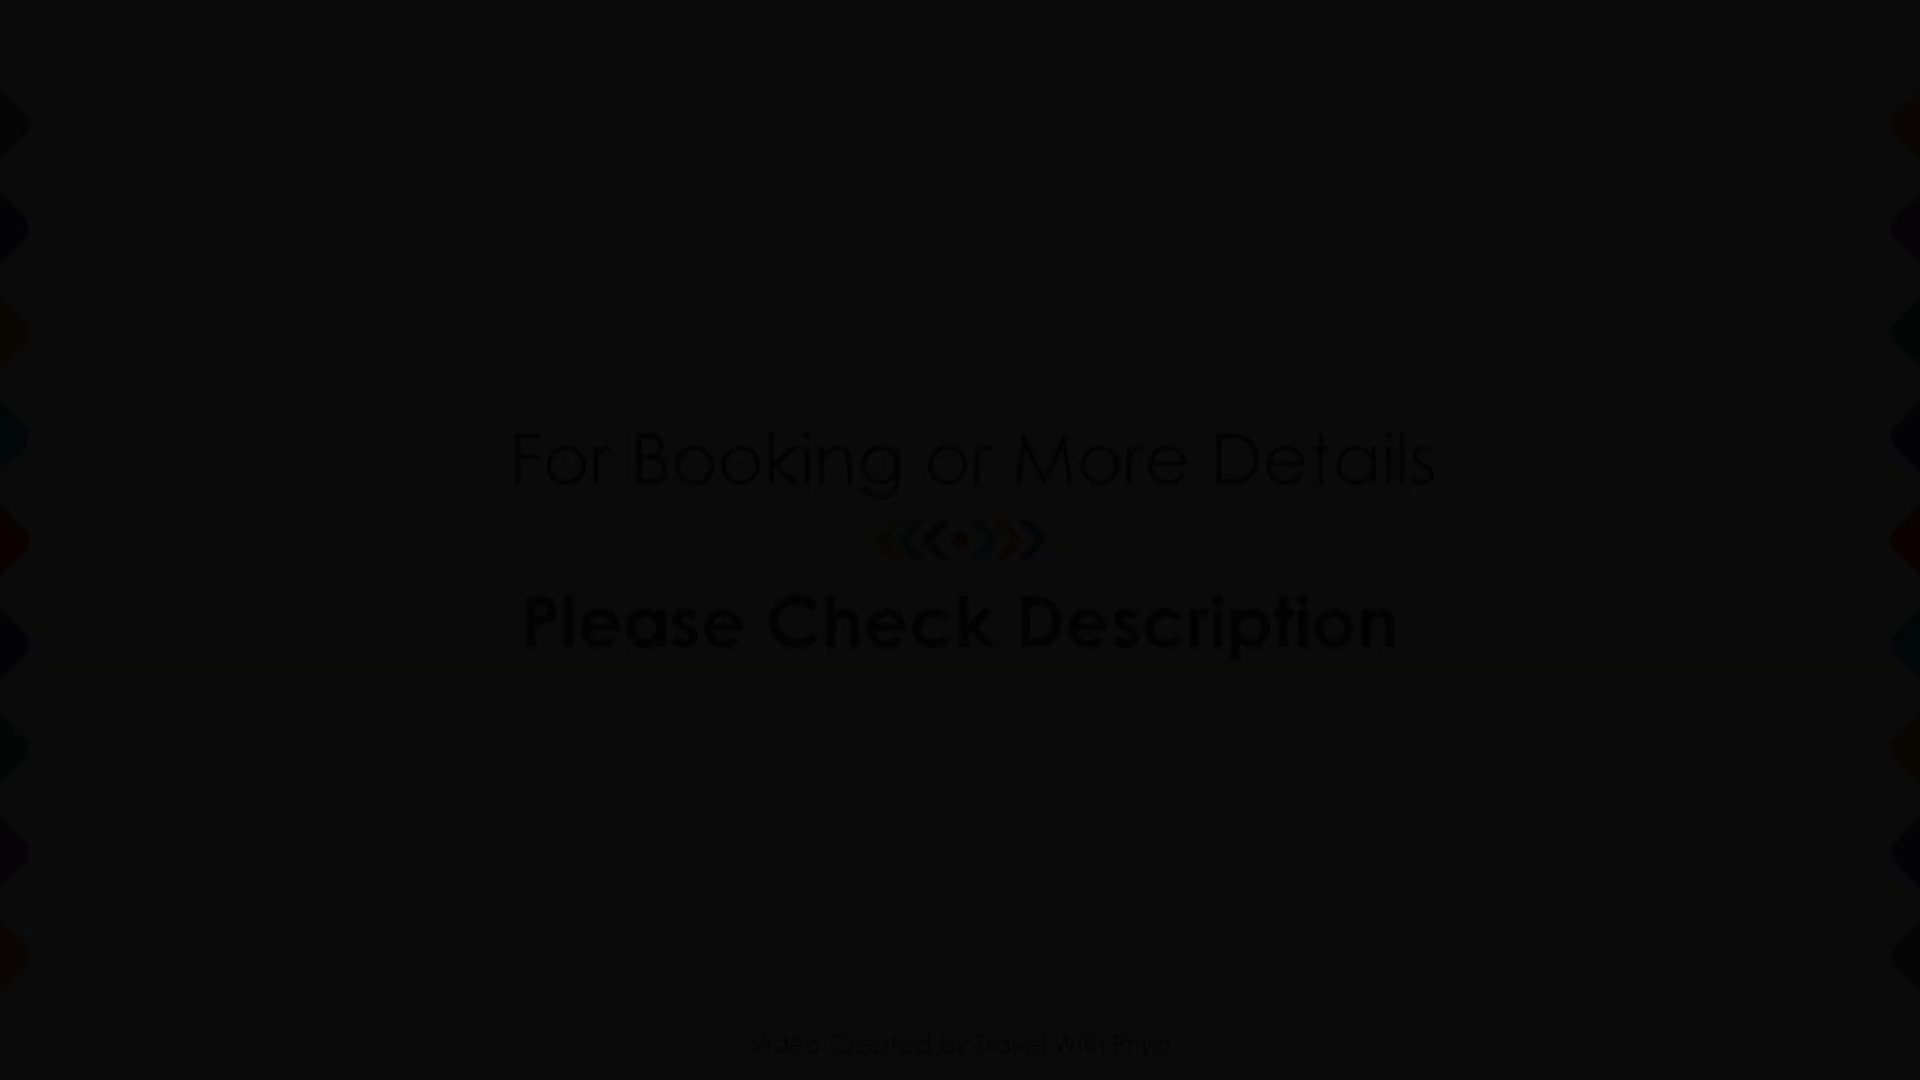 For Booking or More Details
Please Check Description
Video Created by Travel With Priya